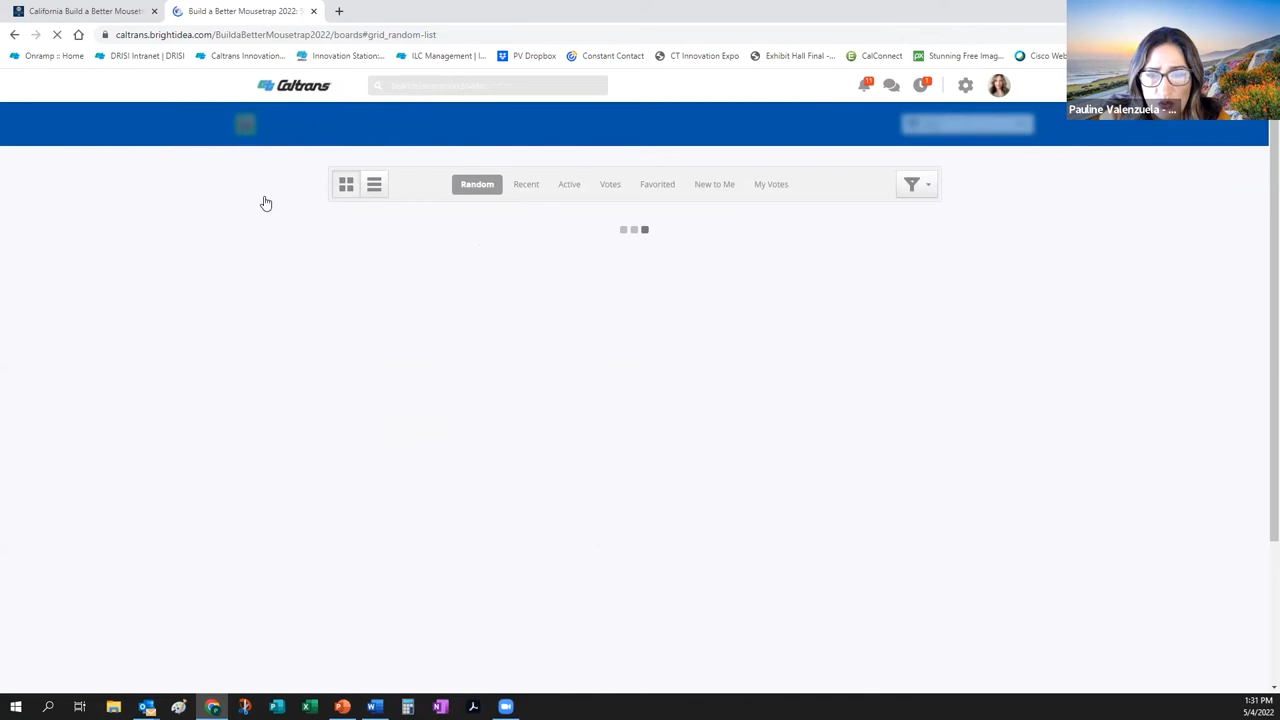 California Build a Better Mousetr
Build a Better Mousetrap 2022: S
caltrans.brightidea.com/BuildaBetterMousetrap2022/boards#grid_random-list
Onramp :: Home
DRISI Intranet | DRISI
Caltrans Innovation...
Innovation Station:...
ILC Management | I...
PV Dropbox
Constant Contact
CT Innovation Expo
Exhibit Hall Final -...
CalConnect
Stunning Free Imag...
Cisco Web
Pauline Valenzuela - ...
Caltrans
11
1
Random
Recent
Active
Votes
Favorited
New to Me
My Votes
1:31 PM
5/4/2022